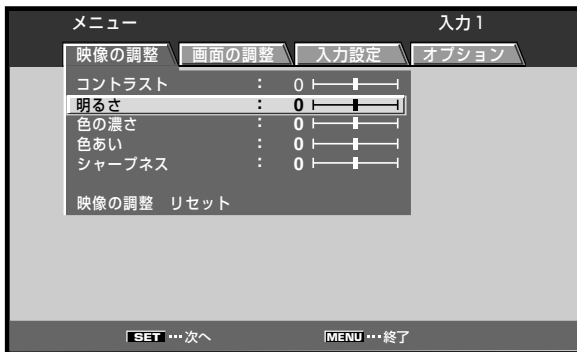 メニュー 入力1
映像の調整 画面の調整 入力設定 オプション
コントラスト : 0
明るさ : 0
色の濃さ : 0
色あい : 0
シャープネス : 0
映像の調整 リセット
SET …次へ MENU …終了